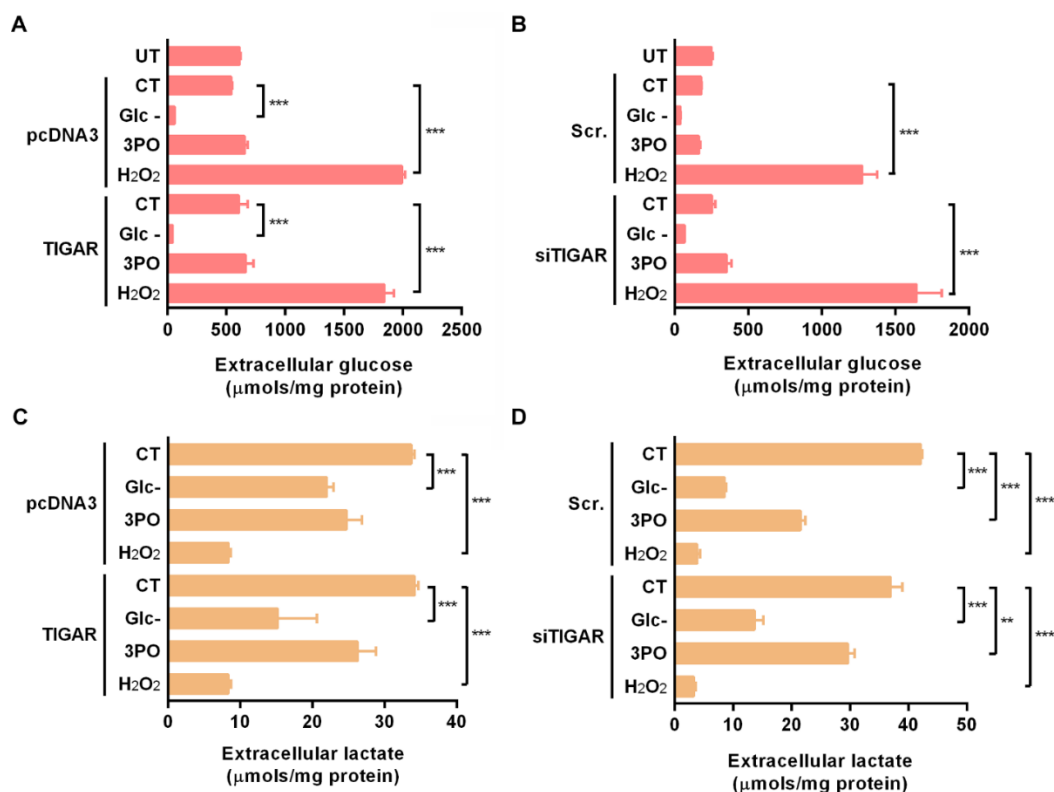 A
UT
CT
Glc -
3PO
H₂O₂
CT
Glc -
3PO
H₂O₂
pcDNA3
TIGAR
***
***
***
***
0 500 1000 1500 2000 2500
Extracellular glucose
(μmols/mg protein)
B
UT
CT
Glc -
3PO
H₂O₂
CT
Glc -
3PO
H₂O₂
Scr.
siTIGAR
***
***
0 500 1000 1500 2000
Extracellular glucose
(μmols/mg protein)
C
CT
Glc-
3PO
H₂O₂
CT
Glc-
3PO
H₂O₂
pcDNA3
TIGAR
***
***
***
***
0 10 20 30 40
Extracellular lactate
(μmols/mg protein)
D
CT
Glc-
3PO
H₂O₂
CT
Glc-
3PO
H₂O₂
Scr.
siTIGAR
***
***
***
***
**
***
0 10 20 30 40 50
Extracellular lactate
(μmols/mg protein)